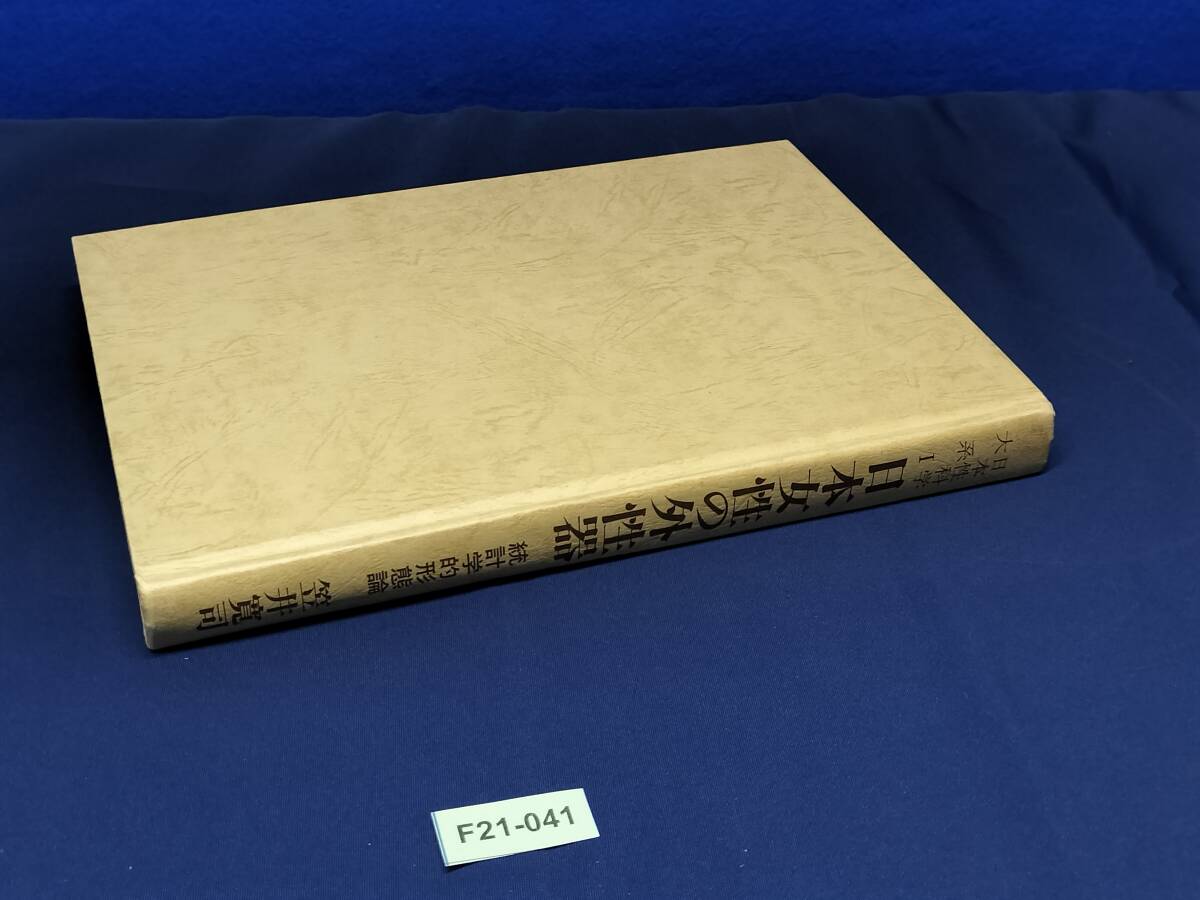 日本性科学
大系 I
日本女性の外性器
統計学的形態論
笠井寛司
F21-041